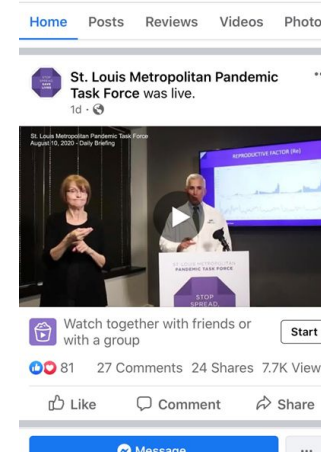 Home Posts Reviews Videos Photo
St. Louis Metropolitan Pandemic
Task Force was live.
1d
St. Louis Metropolitan Pandemic Task Force
August 10, 2020 - Daily Briefing
REPRODUCTIVE FACTOR (Re)
ST. LOUIS METROPOLITAN
PANDEMIC TASK FORCE
STOP
SPREAD,
Watch together with friends or
with a group
Start
81 27 Comments 24 Shares 7.7K View
Like Comment Share
Message